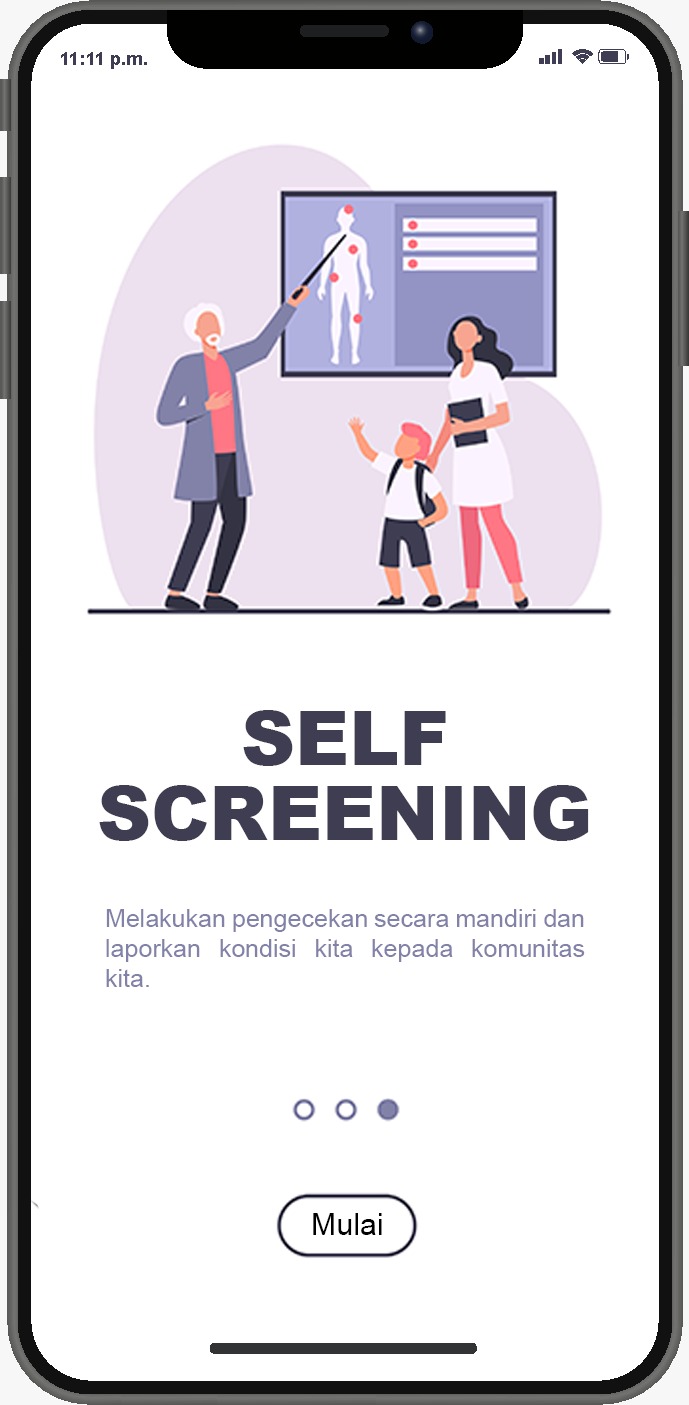 11:11 p.m.
SELF
SCREENING
Melakukan pengecekan secara mandiri dan
laporkan kondisi kita kepada komunitas
kita.
Mulai